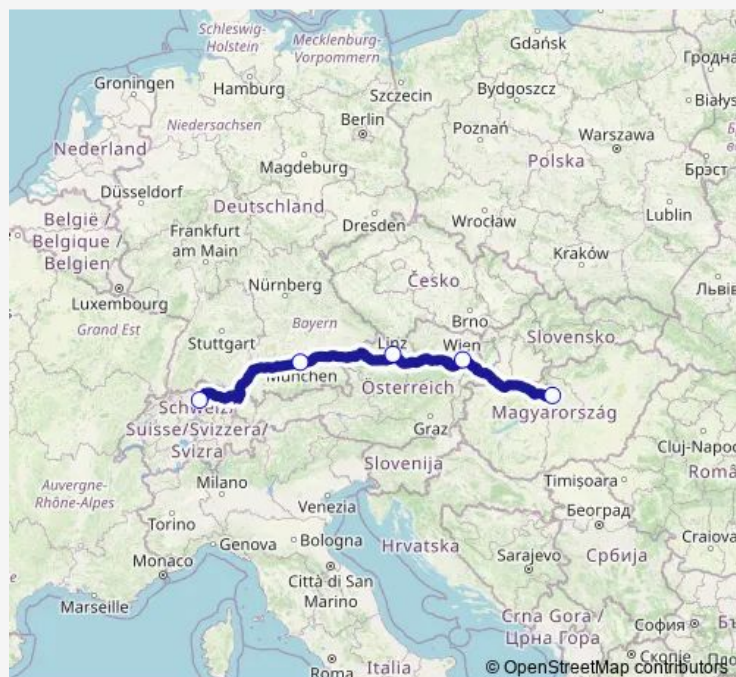 Schleswig-
Holstein
Mecklenburg-
Vorpommern
Gdańsk
Гродна
Groningen
Hamburg
Szczecin
Bydgoszcz
Niedersachsen
Berlin
Poznań
Warszawa
Nederland
Magdeburg
Polska
Брэст
Düsseldorf
Deutschland
Lublin
België /
Belgique /
Belgien
Frankfurt
am Main
Dresden
Wrocław
Kraków
Luxembourg
Nürnberg
Česko
Львів
Grand Est
Brno
Bayern
Slovensko
Stuttgart
Linz
Wien
München
Österreich
Schweiz/
Suisse/Svizzera/
Svizra
Magyarország
Graz
Cluj-Napoc
Auvergne-
Rhône-Alpes
Milano
Slovenija
Româ
Torino
Venezia
Timișoara
Genova
Bologna
Hrvatska
Београд
Craiova
Monaco
Città di San
Marino
Sarajevo
Србија
Marseille
Crna Gora /
Црна Гора
София
Roma
Italia
Скопје
© OpenStreetMap contributors